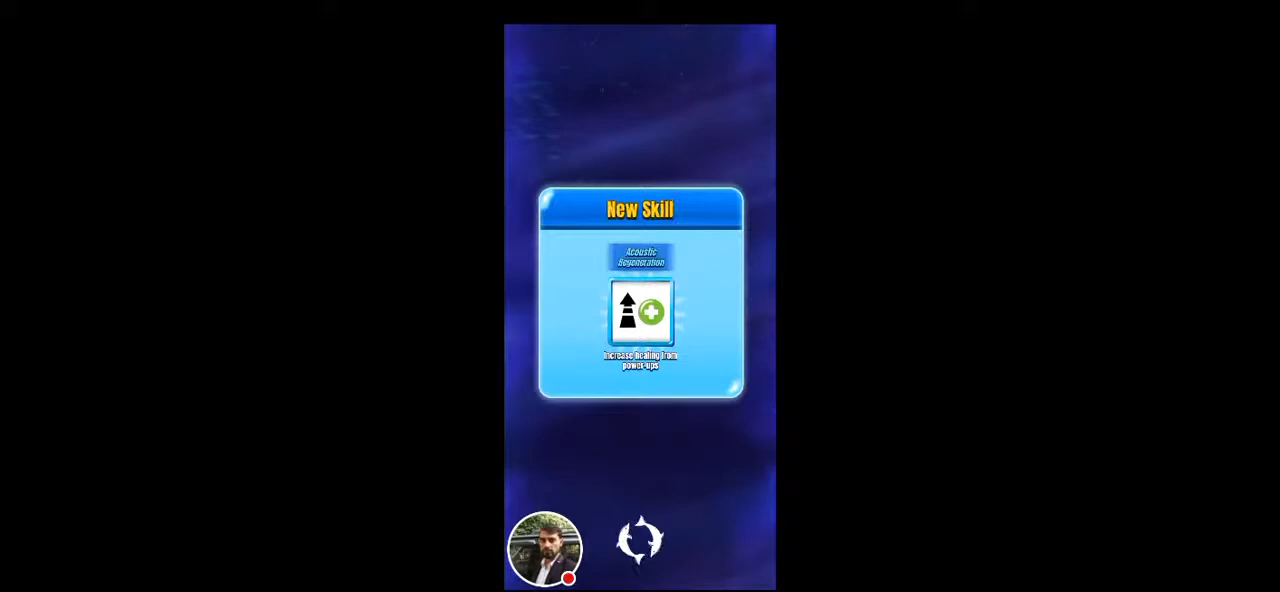 New Skill
Acoustic
Regeneration
Increase healing from
power-ups